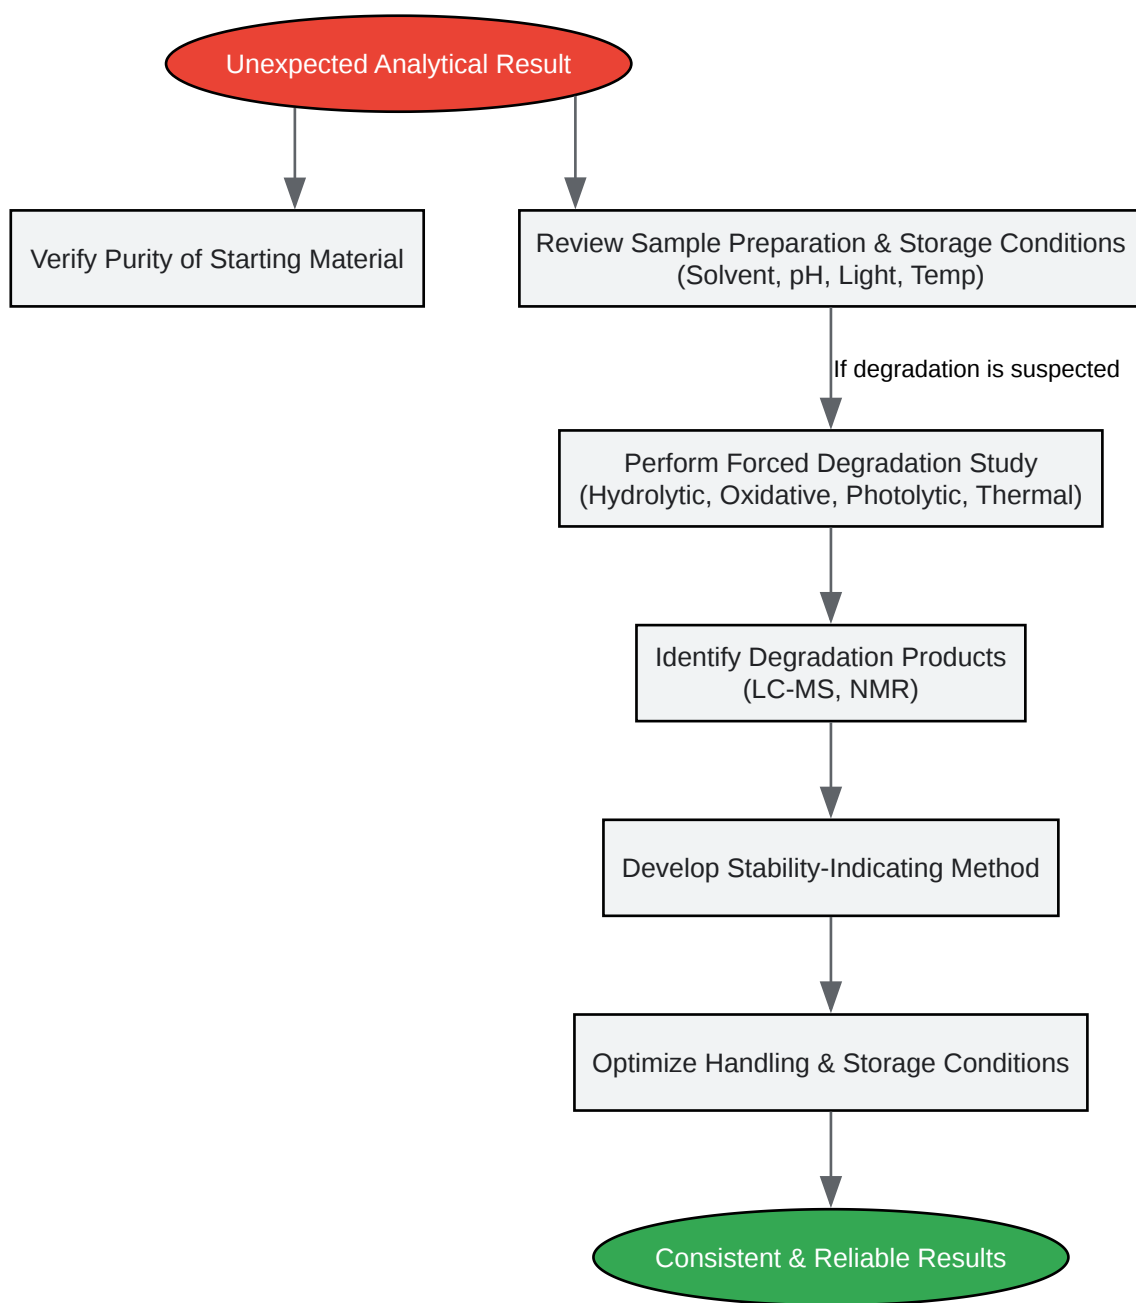 Unexpected Analytical Result
Verify Purity of Starting Material
Review Sample Preparation & Storage Conditions
(Solvent, pH, Light, Temp)
If degradation is suspected
Perform Forced Degradation Study
(Hydrolytic, Oxidative, Photolytic, Thermal)
Identify Degradation Products
(LC-MS, NMR)
Develop Stability-Indicating Method
Optimize Handling & Storage Conditions
Consistent & Reliable Results